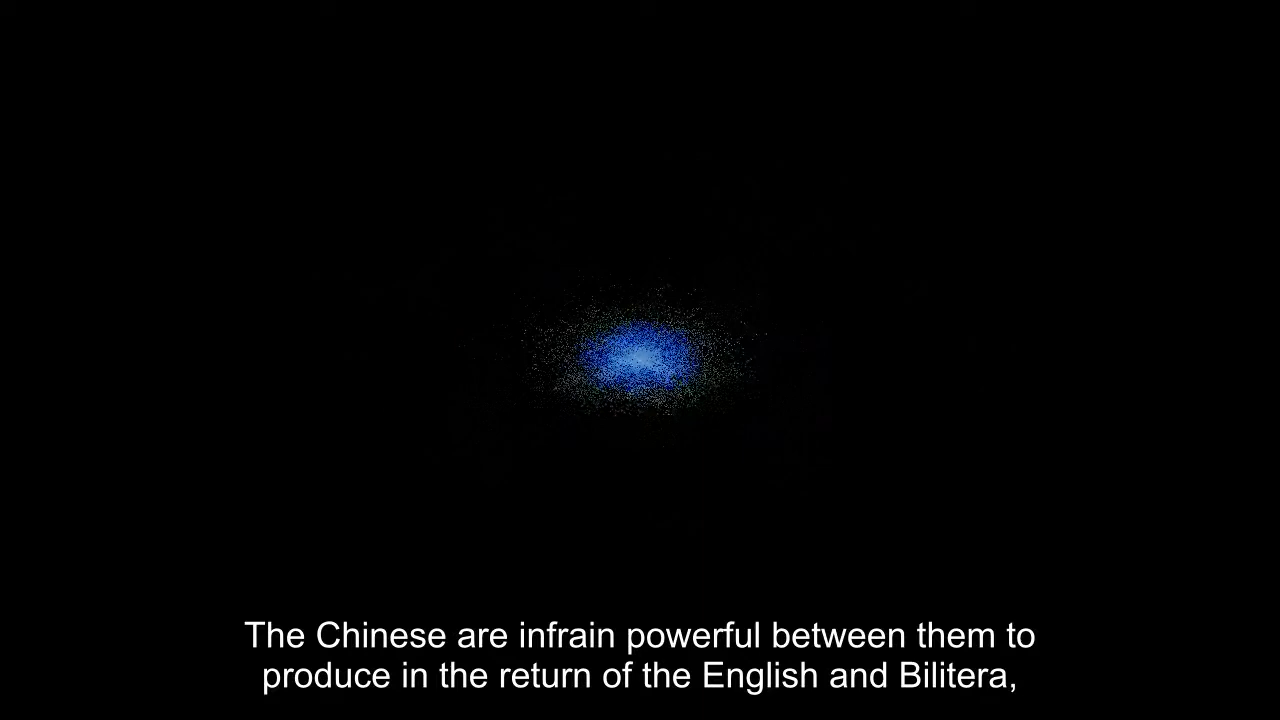 The Chinese are infrain powerful between them to
produce in the return of the English and Bilitera,